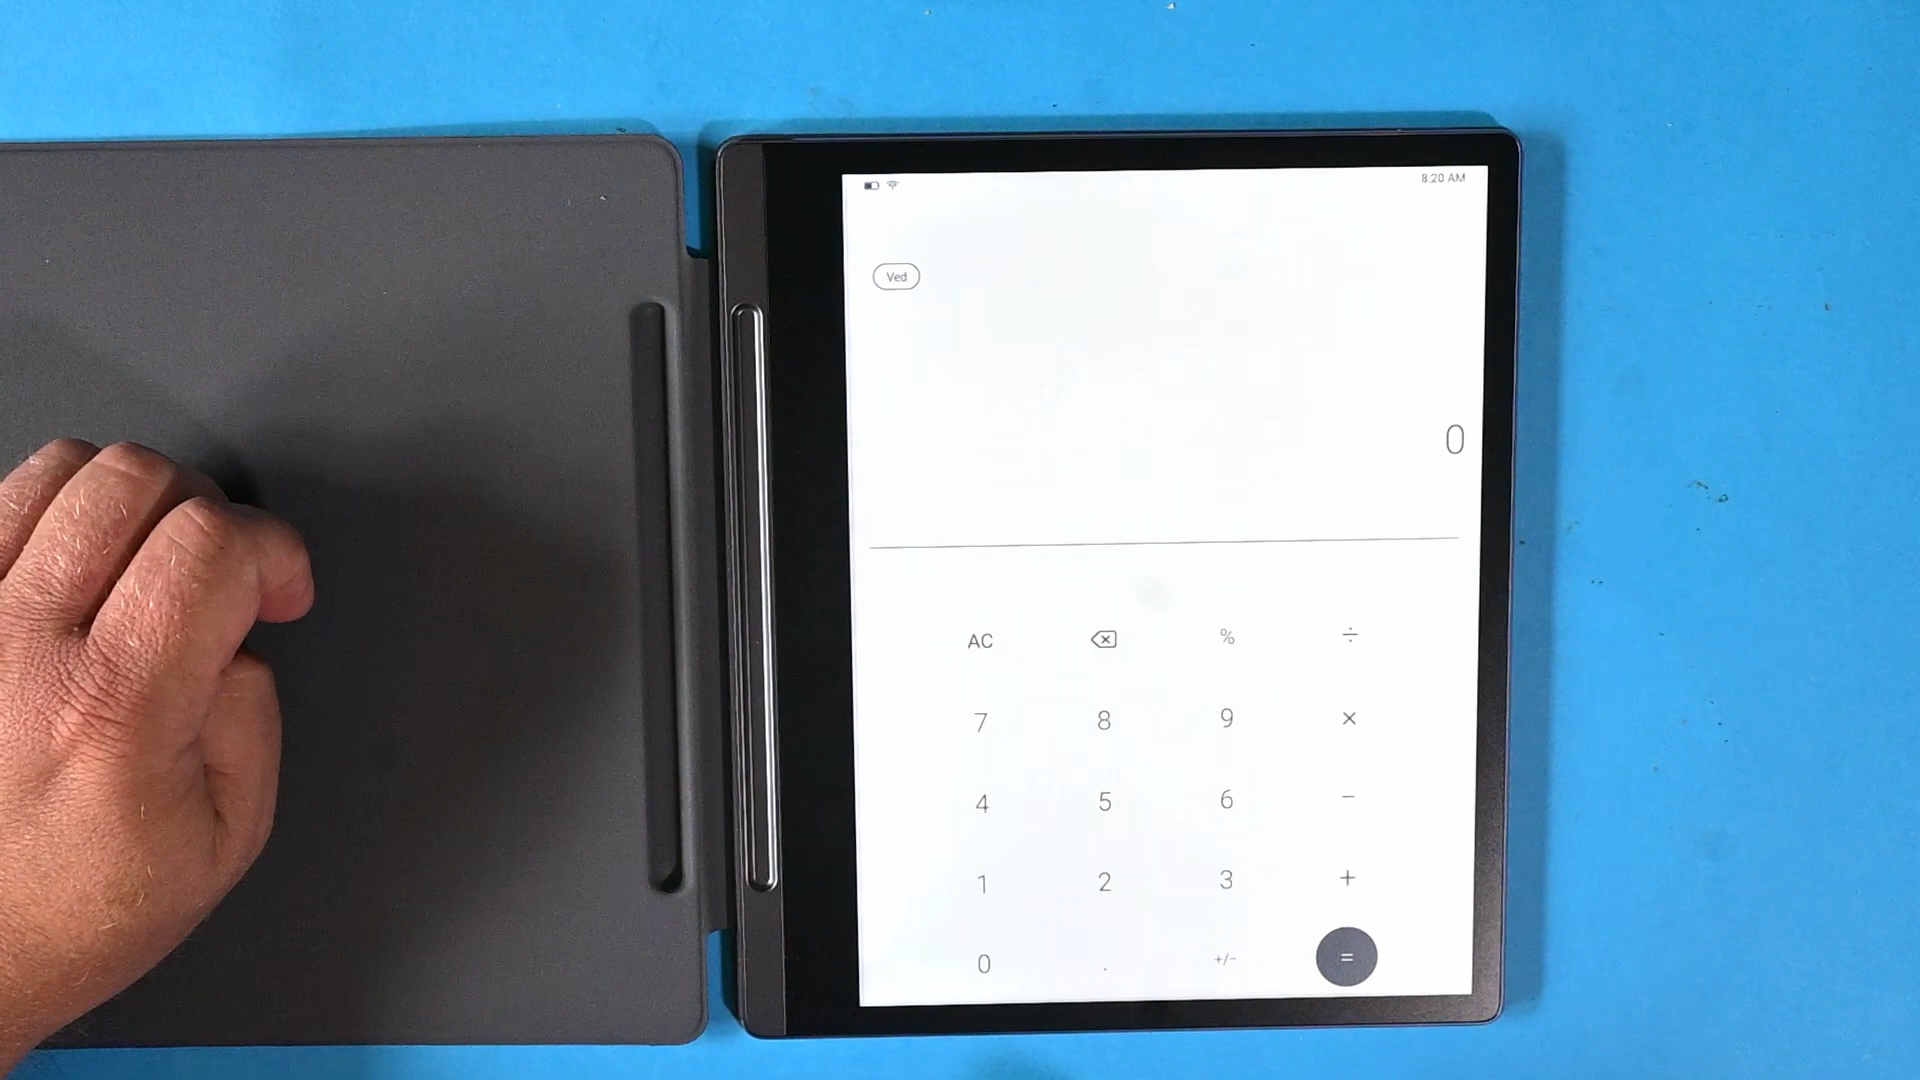 8:20 AM
Ved
0
AC % ÷
7 8 9 ×
4 5 6 −
1 2 3 +
0 . +/− =